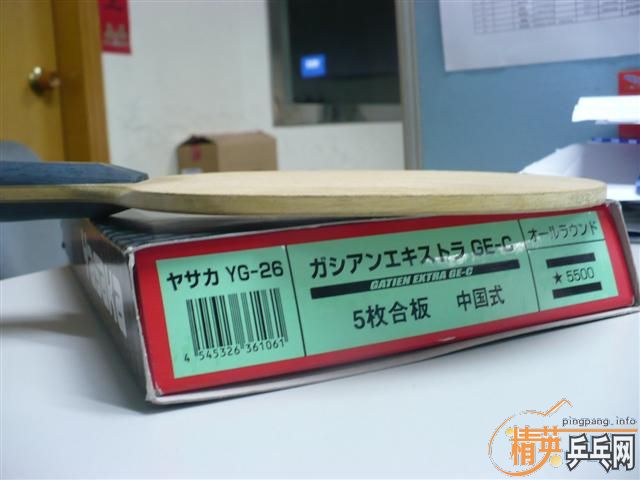 ヤサカ YG-26
4 545326 361061
ガシアンエキストラ GE-C
GATIEN EXTRA GE-C
5枚合板 中国式
オールラウンド
★ 5500
pingpang.info
精英乒乓网